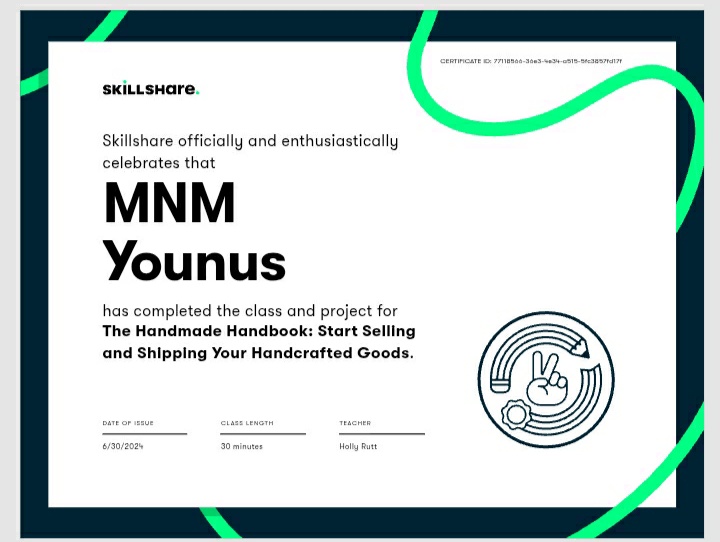 CERTIFICATE ID: 77118566-36e3-4e34-a515-5fc3857fd17f
SKILLSHare.
Skillshare officially and enthusiastically
celebrates that
MNM
Younus
has completed the class and project for
The Handmade Handbook: Start Selling
and Shipping Your Handcrafted Goods.
DATE OF ISSUE CLASS LENGTH TEACHER
6/30/2024 30 minutes Holly Rutt